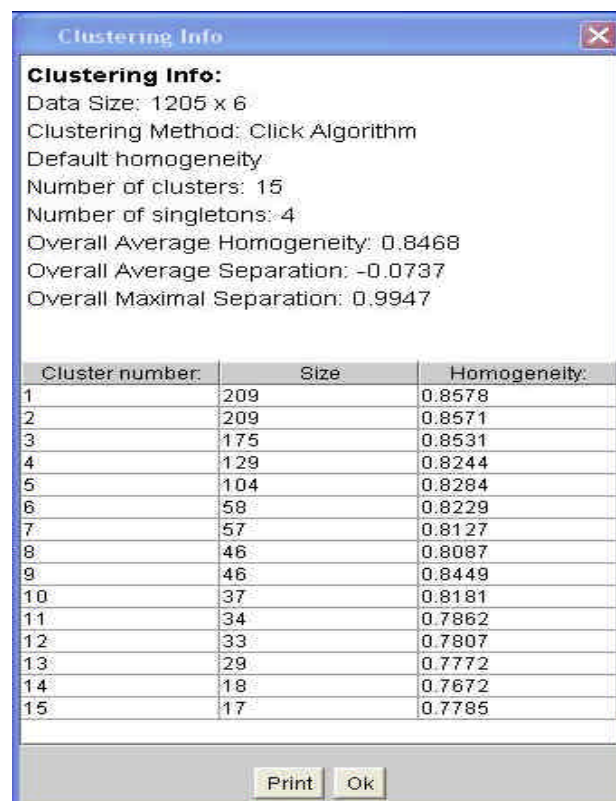 Clustering Info
Clustering Info:
Data Size: 1205 x 6
Clustering Method: Click Algorithm
Default homogeneity
Number of clusters: 15
Number of singletons: 4
Overall Average Homogeneity: 0.8468
Overall Average Separation: -0.0737
Overall Maximal Separation: 0.9947
Cluster number: Size Homogeneity:
1 209 0.8578
2 209 0.8571
3 175 0.8531
4 129 0.8244
5 104 0.8284
6 58 0.8229
7 57 0.8127
8 46 0.8087
9 46 0.8449
10 37 0.8181
11 34 0.7862
12 33 0.7807
13 29 0.7772
14 18 0.7672
15 17 0.7785
Print Ok